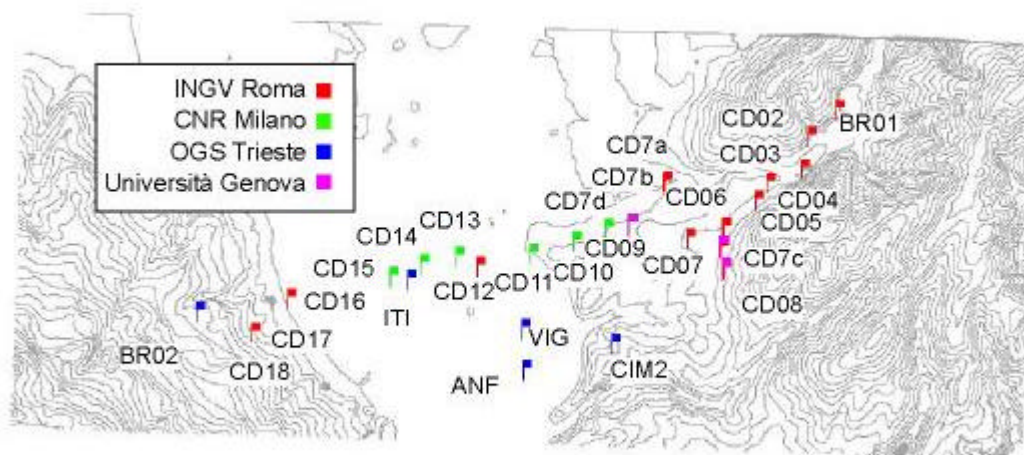 INGV Roma
CNR Milano
OGS Trieste
Università Genova
CD02
BR01
CD7a
CD03
CD7b
CD06
CD04
CD7d
CD05
CD13
CD14
CD09
CD07
CD7c
CD15
CD12
CD11
CD10
CD08
CD16
ITI
CD17
VIG
BR02
CD18
CIM2
ANF